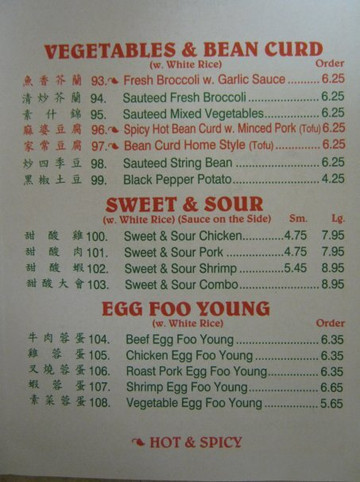 VEGETABLES & BEAN CURD
(w. White Rice) Order
魚香芥蘭 93. Fresh Broccoli w. Garlic Sauce 6.25
清炒芥蘭 94. Sauteed Fresh Broccoli 6.25
素什錦 95. Sauteed Mixed Vegetables 6.25
麻婆豆腐 96. Spicy Hot Bean Curd w. Minced Pork (Tofu) 6.25
家常豆腐 97. Bean Curd Home Style (Tofu) 6.25
炒四季豆 98. Sauteed String Bean 6.25
黑椒土豆 99. Black Pepper Potato 4.25
SWEET & SOUR
(w. White Rice) (Sauce on the Side) Sm. Lg.
甜酸雞 100. Sweet & Sour Chicken 4.75 7.95
甜酸肉 101. Sweet & Sour Pork 4.75 7.95
甜酸蝦 102. Sweet & Sour Shrimp 5.45 8.95
甜酸大會 103. Sweet & Sour Combo 8.95
EGG FOO YOUNG
(w. White Rice) Order
牛肉蓉蛋 104. Beef Egg Foo Young 6.35
雞蓉蛋 105. Chicken Egg Foo Young 6.35
叉燒蓉蛋 106. Roast Pork Egg Foo Young 6.35
蝦蓉蛋 107. Shrimp Egg Foo Young 6.65
素菜蓉蛋 108. Vegetable Egg Foo Young 5.65
HOT & SPICY